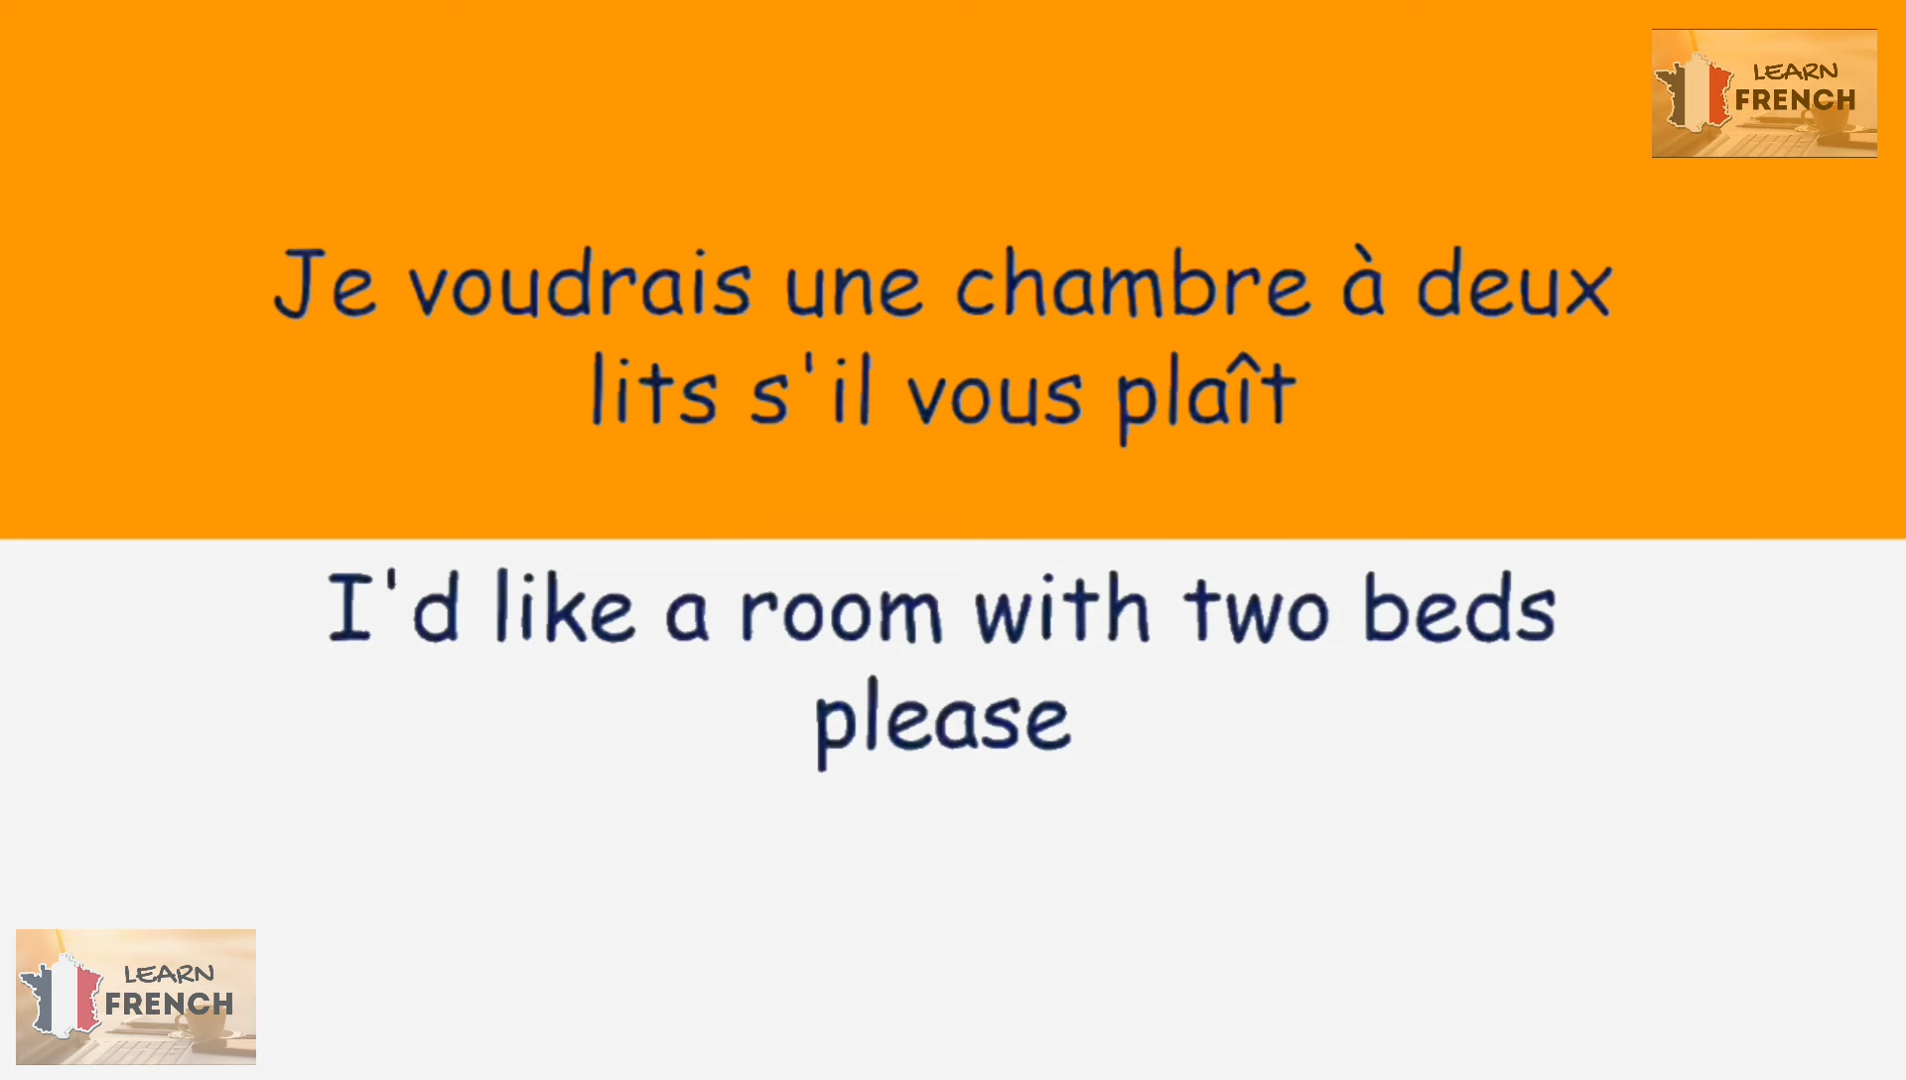 LEARN
FRENCH
Je voudrais une chambre à deux
lits s'il vous plaît
I'd like a room with two beds
please
LEARN
FRENCH